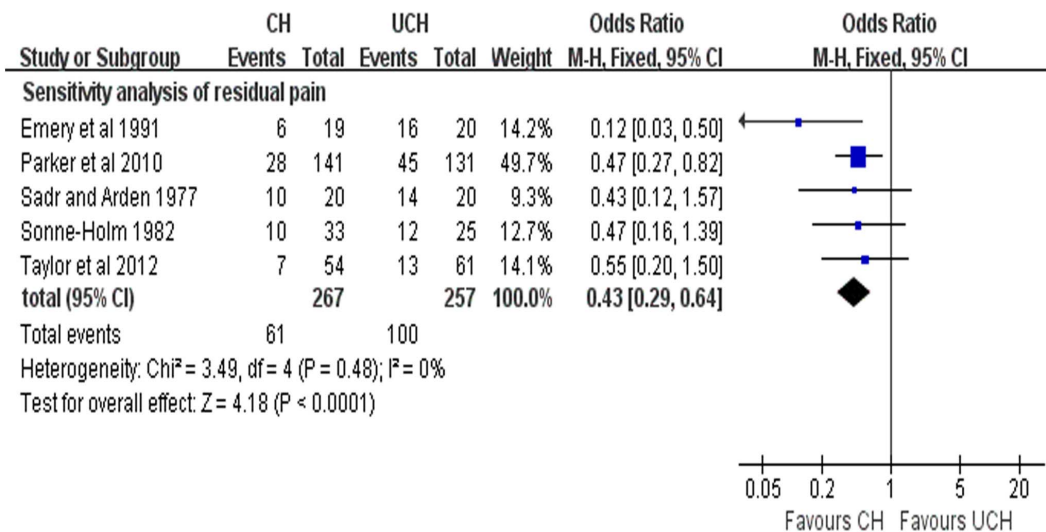 CH UCH Odds Ratio Odds Ratio
Study or Subgroup Events Total Events Total Weight M-H, Fixed, 95% CI M-H, Fixed, 95% CI
Sensitivity analysis of residual pain
Emery et al 1991 6 19 16 20 14.2% 0.12 [0.03, 0.50]
Parker et al 2010 28 141 45 131 49.7% 0.47 [0.27, 0.82]
Sadr and Arden 1977 10 20 14 20 9.3% 0.43 [0.12, 1.57]
Sonne-Holm 1982 10 33 12 25 12.7% 0.47 [0.16, 1.39]
Taylor et al 2012 7 54 13 61 14.1% 0.55 [0.20, 1.50]
total (95% CI) 267 257 100.0% 0.43 [0.29, 0.64]
Total events 61 100
Heterogeneity: Chi² = 3.49, df = 4 (P = 0.48); I² = 0%
Test for overall effect: Z = 4.18 (P < 0.0001)
0.05 0.2 1 5 20
Favours CH Favours UCH